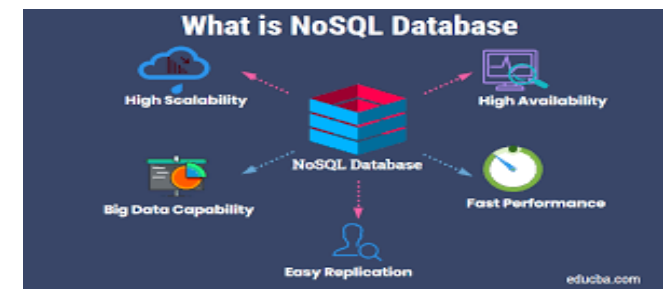 What is NoSQL Database
High Scalability
High Availability
NoSQL Database
Big Data Capability
Fast Performance
Easy Replication
educba.com